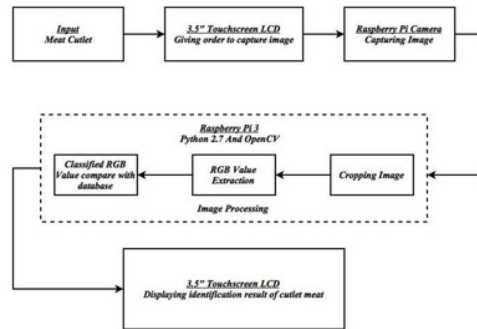 Input
Meat Cutlet
3.5" Touchscreen LCD
Giving order to capture image
Raspberry Pi Camera
Capturing Image
Raspberry Pi 3
Python 2.7 And OpenCV
Classified RGB
Value compare with
database
RGB Value
Extraction
Cropping Image
Image Processing
3.5" Touchscreen LCD
Displaying identification result of cutlet meat